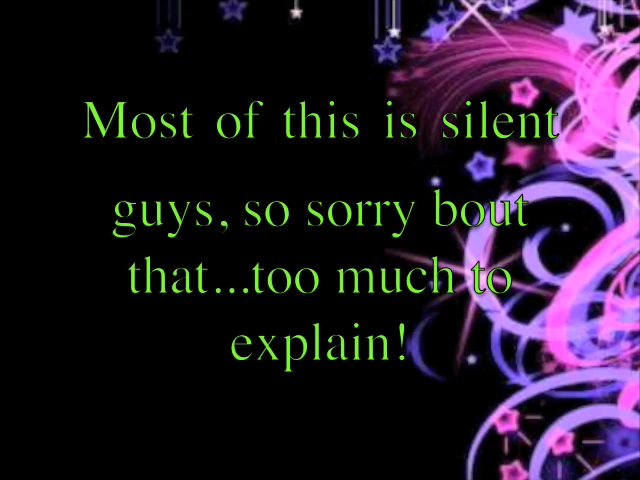 Most of this is silent
guys, so sorry bout
that...too much to
explain!